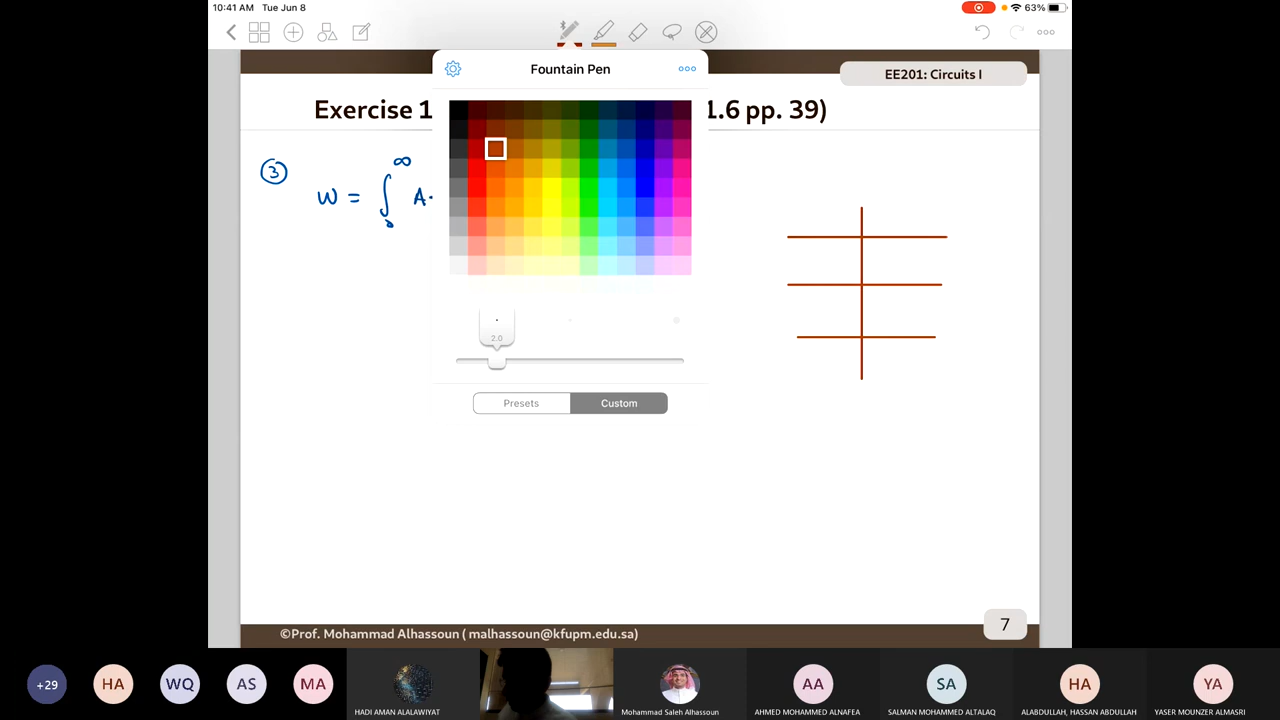 10:41 AM Tue Jun 8
63%
Fountain Pen
EE201: Circuits I
Exercise 1
1.6 pp. 39)
3
W = ∫₀^∞ A.
2.0
Presets
Custom
7
©Prof. Mohammad Alhassoun ( malhassoun@kfupm.edu.sa)
+29
HA
WQ
AS
MA
AA
SA
HA
YA
HADI AMAN ALALAWIYAT
Mohammad Saleh Alhassoun
AHMED MOHAMMED ALNAFEA
SALMAN MOHAMMED ALTALAQ
ALABDULLAH, HASSAN ABDULLAH
YASER MOUNZER ALMASRI